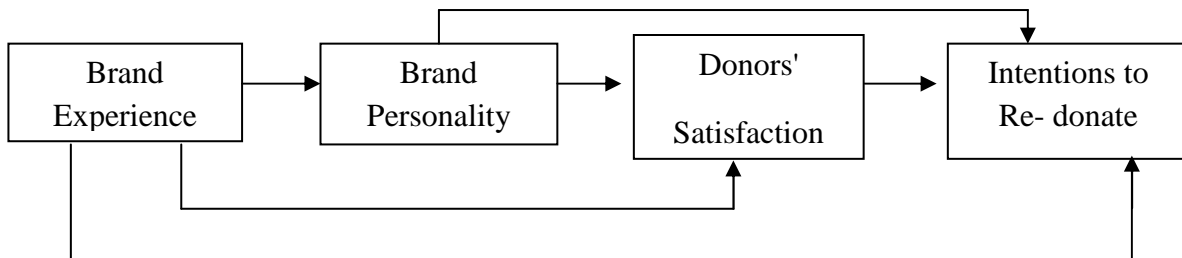 Brand
Experience
Brand
Personality
Donors'
Satisfaction
Intentions to
Re- donate